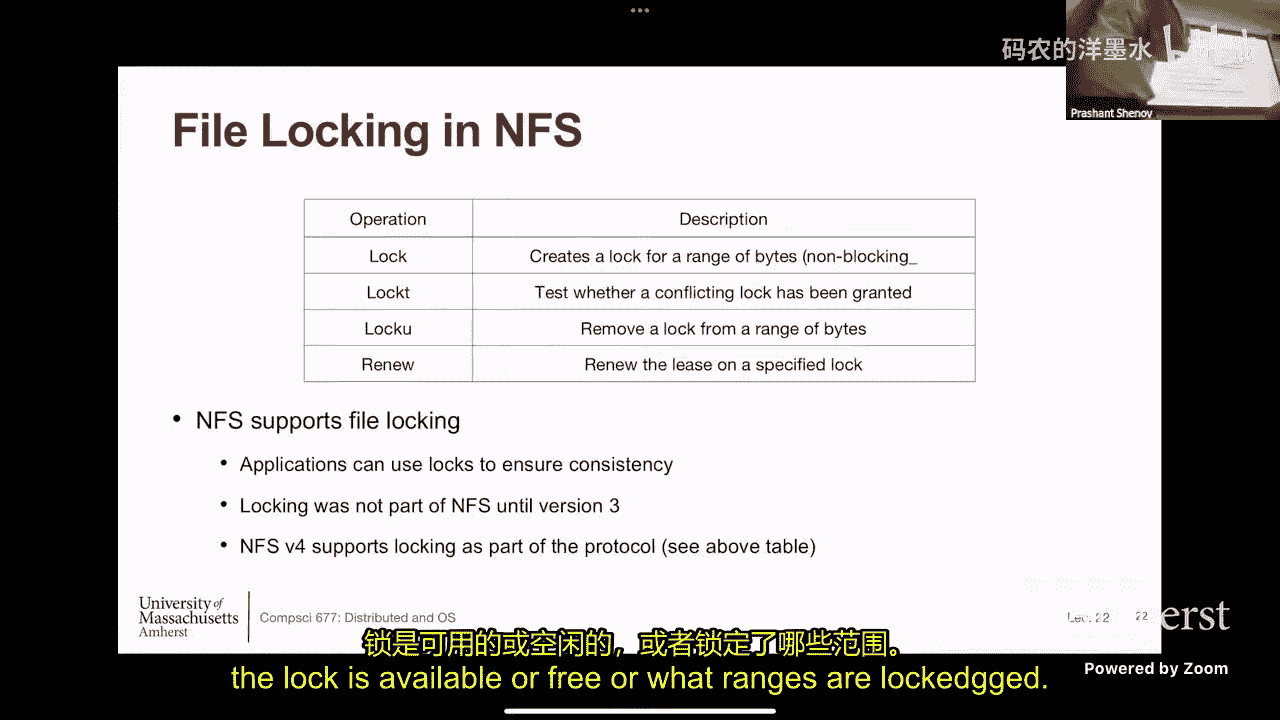 码农的洋墨水
Prashant Shenoy
File Locking in NFS
Operation Description
Lock Creates a lock for a range of bytes (non-blocking_
Lockt Test whether a conflicting lock has been granted
Locku Remove a lock from a range of bytes
Renew Renew the lease on a specified lock
• NFS supports file locking
• Applications can use locks to ensure consistency
• Locking was not part of NFS until version 3
• NFS v4 supports locking as part of the protocol (see above table)
University of
Massachusetts
Amherst
Compsci 677: Distributed and OS
Lec. 22 22
erst
锁是可用的或空闲的，或者锁定了哪些范围。
the lock is available or free or what ranges are lockedgged.
Powered by Zoom